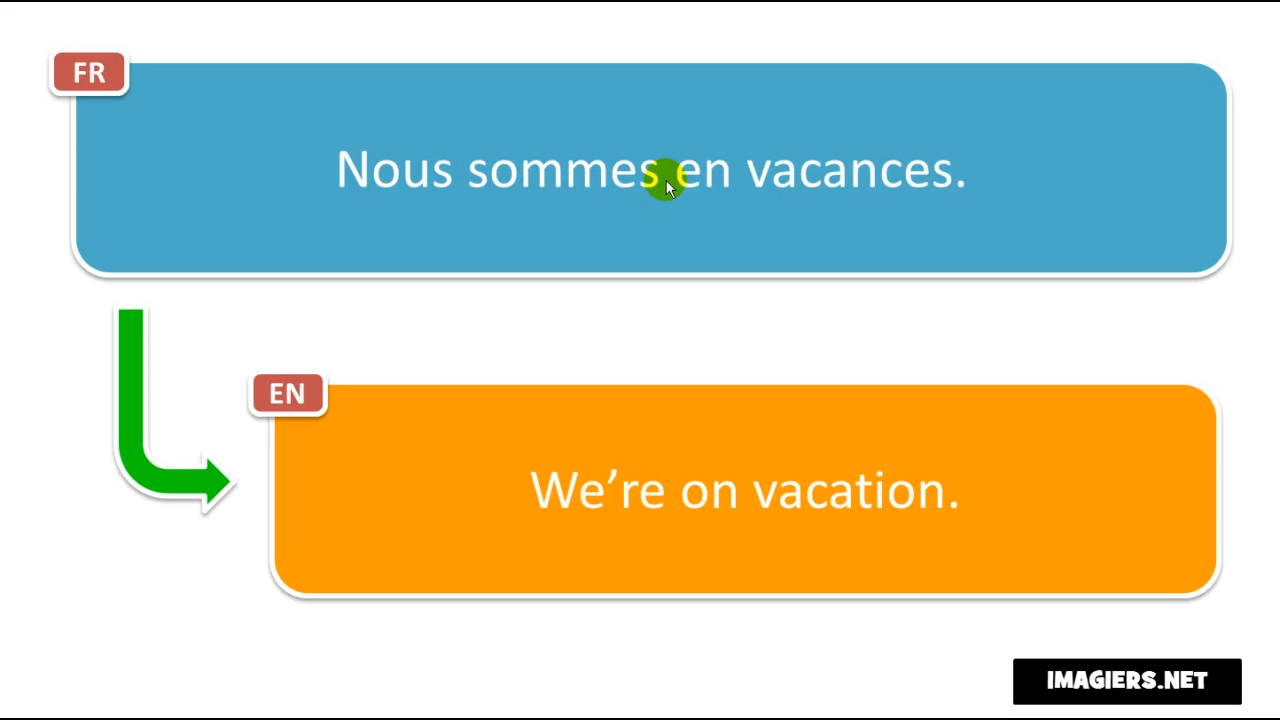 FR
Nous sommes en vacances.
EN
We’re on vacation.
IMAGIERS.NET